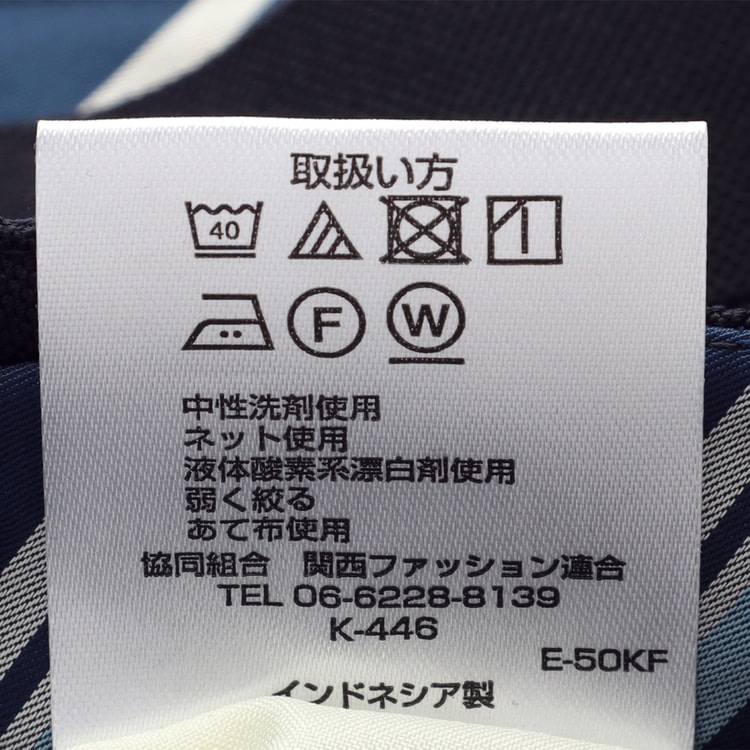 取扱い方
40
F W
中性洗剤使用
ネット使用
液体酸素系漂白剤使用
弱く絞る
あて布使用
協同組合　関西ファッション連合
TEL 06-6228-8139
K-446
E-50KF
インドネシア製